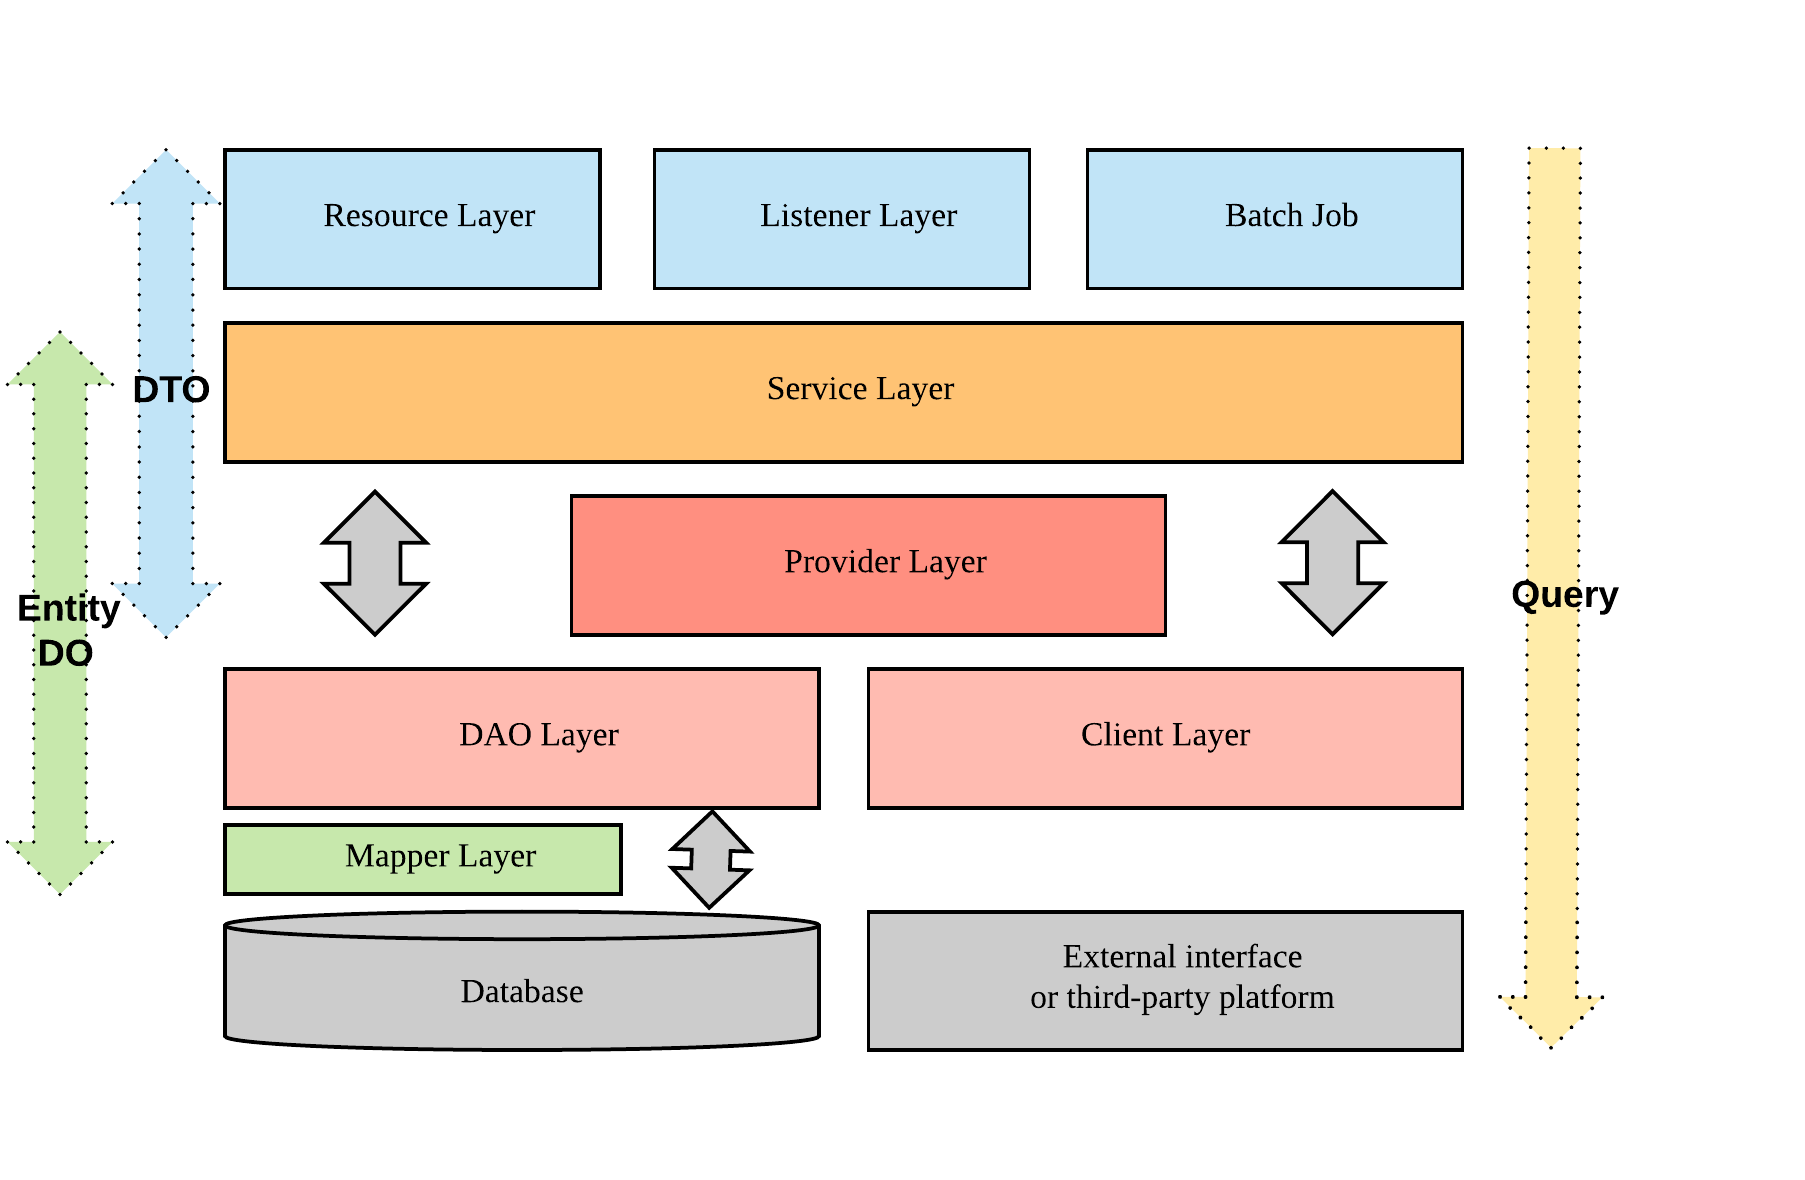 Resource Layer
Listener Layer
Batch Job
DTO
Service Layer
Provider Layer
Entity
DO
Query
DAO Layer
Client Layer
Mapper Layer
Database
External interface
or third-party platform